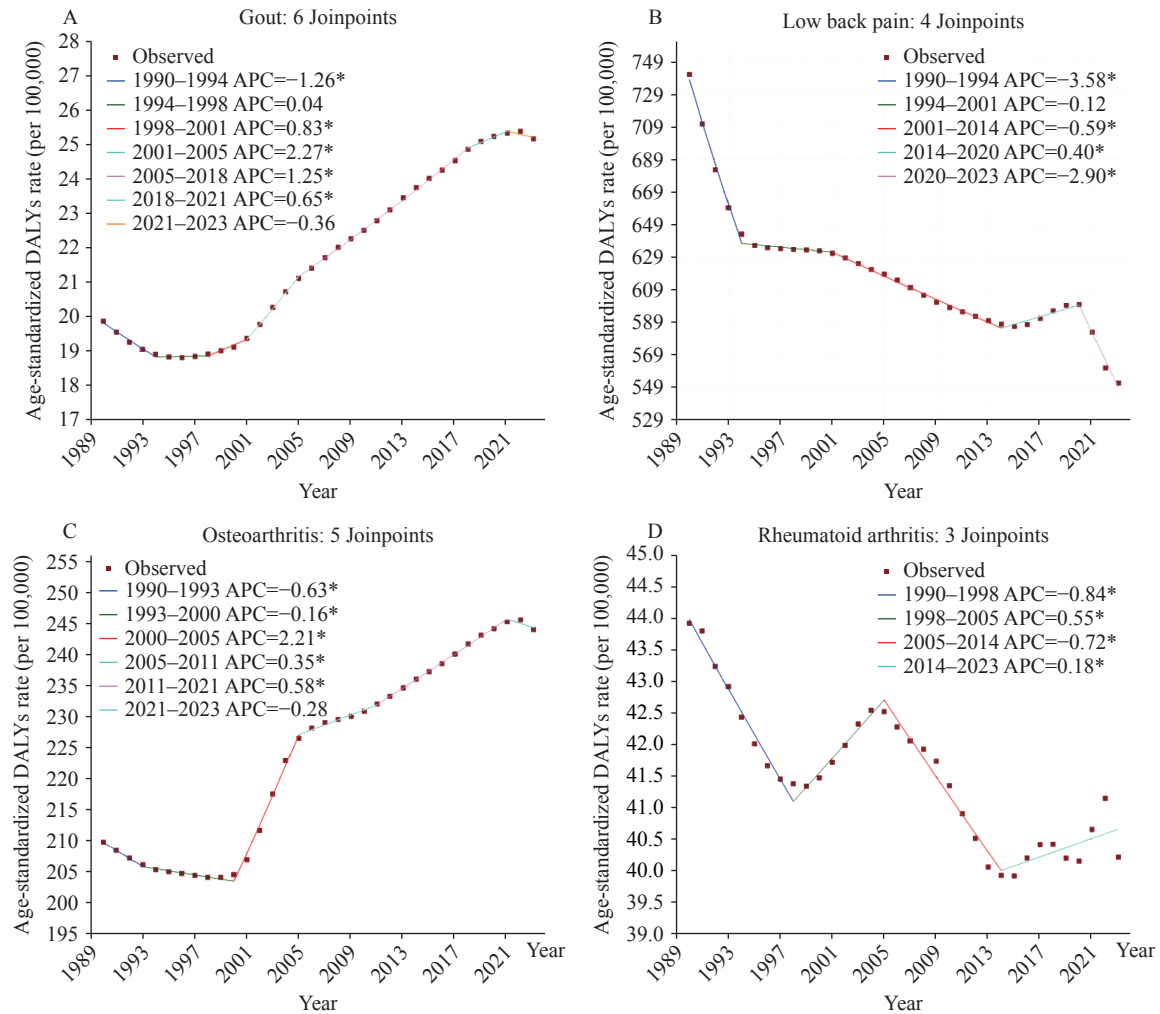 A
Gout: 6 Joinpoints
Age-standardized DALYs rate (per 100,000)
28
27
26
25
24
23
22
21
20
19
18
17
Observed
1990–1994 APC=−1.26*
1994–1998 APC=0.04
1998–2001 APC=0.83*
2001–2005 APC=2.27*
2005–2018 APC=1.25*
2018–2021 APC=0.65*
2021–2023 APC=−0.36
1989 1993 1997 2001 2005 2009 2013 2017 2021
Year
B
Low back pain: 4 Joinpoints
Age-standardized DALYs rate (per 100,000)
749
729
709
689
669
649
629
609
589
569
549
529
Observed
1990–1994 APC=−3.58*
1994–2001 APC=−0.12
2001–2014 APC=−0.59*
2014–2020 APC=0.40*
2020–2023 APC=−2.90*
1989 1993 1997 2001 2005 2009 2013 2017 2021
Year
C
Osteoarthritis: 5 Joinpoints
Age-standardized DALYs rate (per 100,000)
255
250
245
240
235
230
225
220
215
210
205
200
195
Observed
1990–1993 APC=−0.63*
1993–2000 APC=−0.16*
2000–2005 APC=2.21*
2005–2011 APC=0.35*
2011–2021 APC=0.58*
2021–2023 APC=−0.28
1989 1993 1997 2001 2005 2009 2013 2017 2021
Year
Year
D
Rheumatoid arthritis: 3 Joinpoints
Age-standardized DALYs rate (per 100,000)
45.0
44.5
44.0
43.5
43.0
42.5
42.0
41.5
41.0
40.5
40.0
39.5
39.0
Observed
1990–1998 APC=−0.84*
1998–2005 APC=0.55*
2005–2014 APC=−0.72*
2014–2023 APC=0.18*
1989 1993 1997 2001 2005 2009 2013 2017 2021
Year
Year